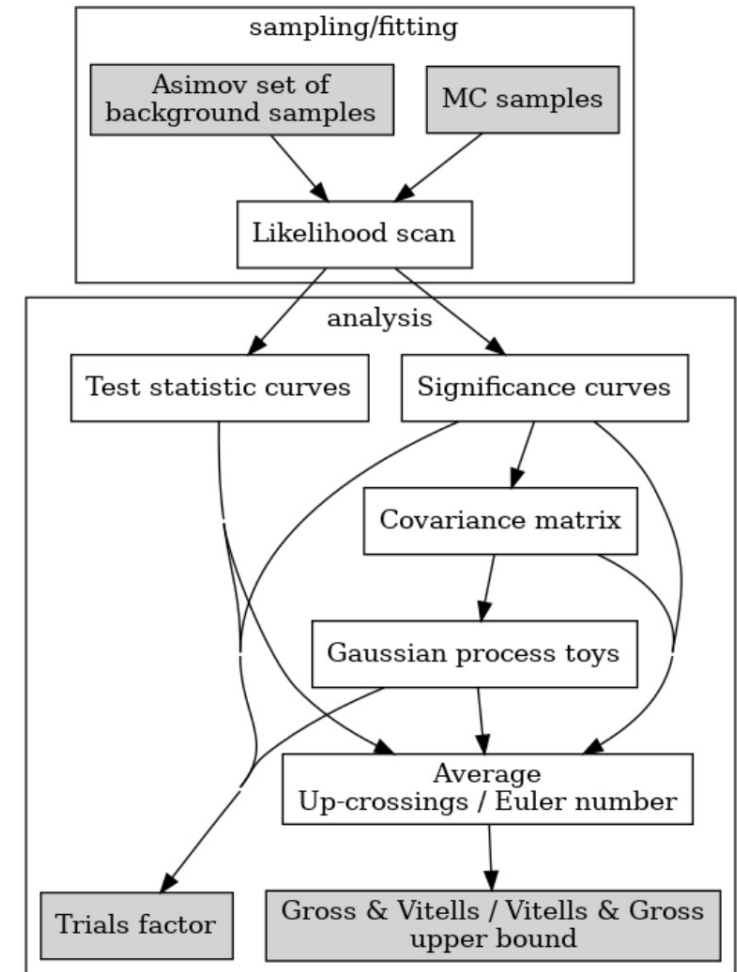 sampling/fitting
Asimov set of
background samples
MC samples
Likelihood scan
analysis
Test statistic curves
Significance curves
Covariance matrix
Gaussian process toys
Average
Up-crossings / Euler number
Trials factor
Gross & Vitells / Vitells & Gross
upper bound